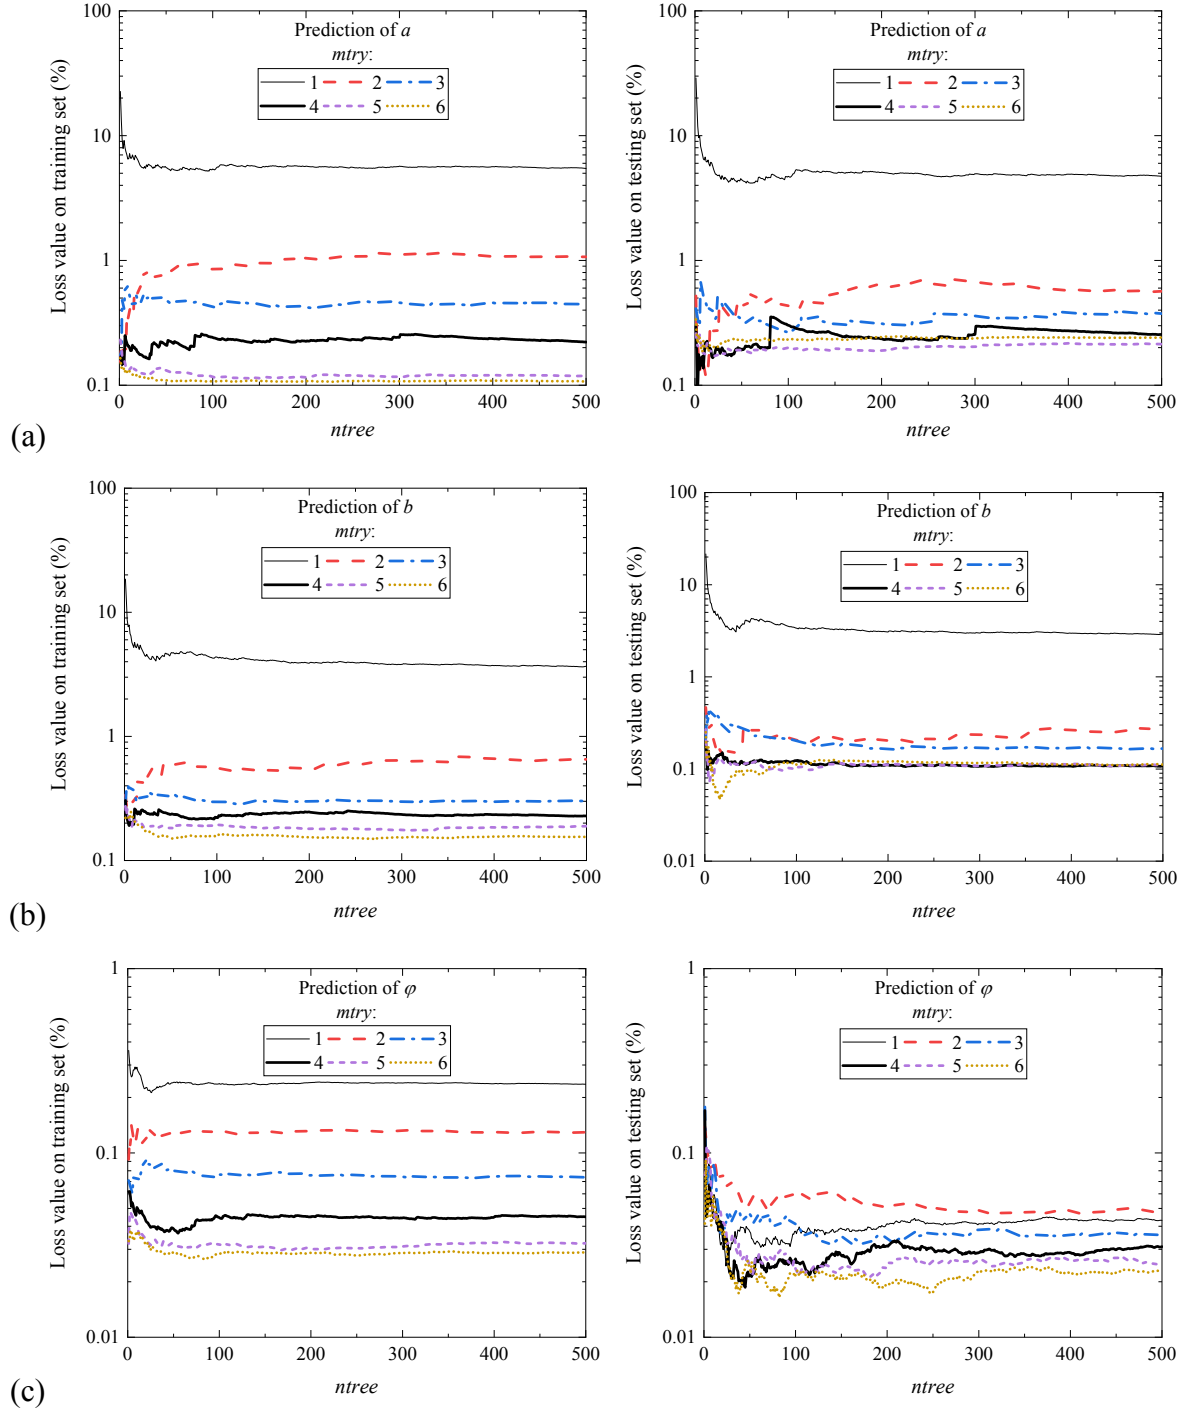 Prediction of a
mtry:
1 2 3
4 5 6
Loss value on training set (%)
100
10
1
0.1
0 100 200 300 400 500
ntree
Prediction of a
mtry:
1 2 3
4 5 6
Loss value on testing set (%)
100
10
1
0.1
0 100 200 300 400 500
ntree
(a)
Prediction of b
mtry:
1 2 3
4 5 6
Loss value on training set (%)
100
10
1
0.1
0 100 200 300 400 500
ntree
Prediction of b
mtry:
1 2 3
4 5 6
Loss value on testing set (%)
100
10
1
0.1
0.01
0 100 200 300 400 500
ntree
(b)
Prediction of φ
mtry:
1 2 3
4 5 6
Loss value on training set (%)
1
0.1
0.01
0 100 200 300 400 500
ntree
Prediction of φ
mtry:
1 2 3
4 5 6
Loss value on testing set (%)
1
0.1
0.01
0 100 200 300 400 500
ntree
(c)